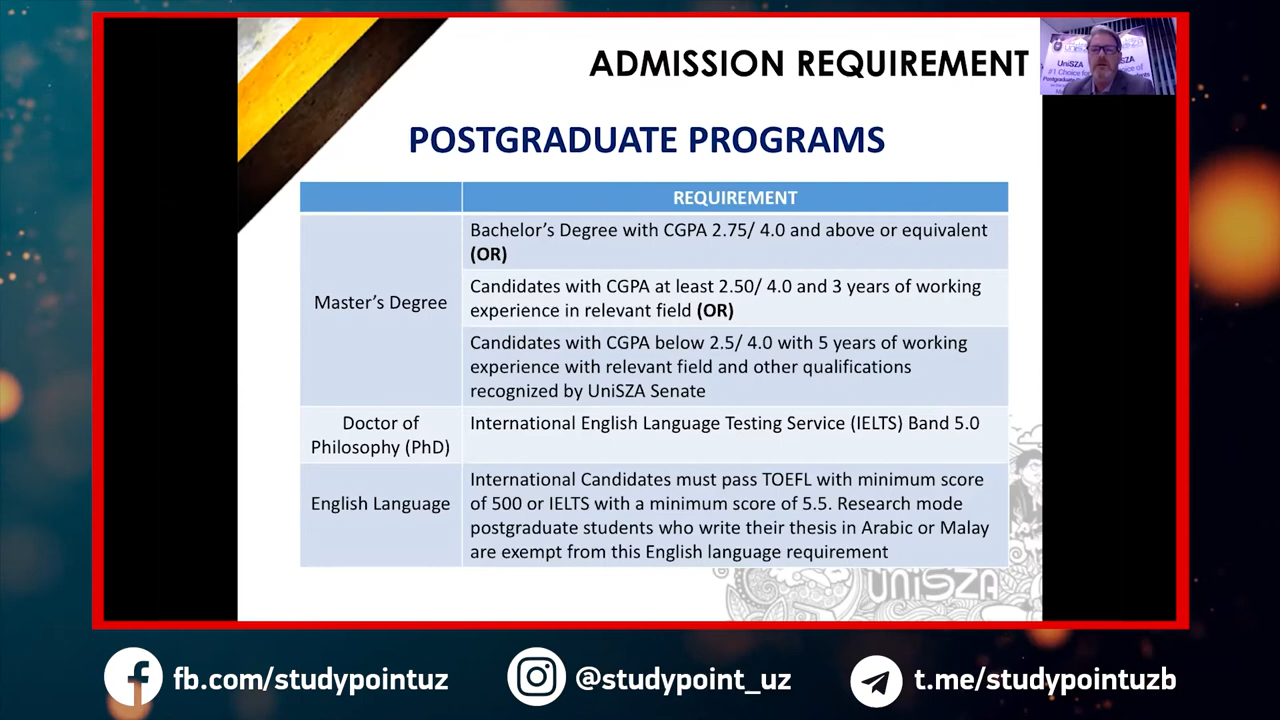 ADMISSION REQUIREMENT
UniSZA
#1 Choice
POSTGRADUATE PROGRAMS
REQUIREMENT
Master's Degree
Bachelor's Degree with CGPA 2.75/ 4.0 and above or equivalent
(OR)
Candidates with CGPA at least 2.50/ 4.0 and 3 years of working
experience in relevant field (OR)
Candidates with CGPA below 2.5/ 4.0 with 5 years of working
experience with relevant field and other qualifications
recognized by UniSZA Senate
Doctor of
Philosophy (PhD)
International English Language Testing Service (IELTS) Band 5.0
English Language
International Candidates must pass TOEFL with minimum score
of 500 or IELTS with a minimum score of 5.5. Research mode
postgraduate students who write their thesis in Arabic or Malay
are exempt from this English language requirement
UniSZA
fb.com/studypointuz
@studypoint_uz
t.me/studypointuzb